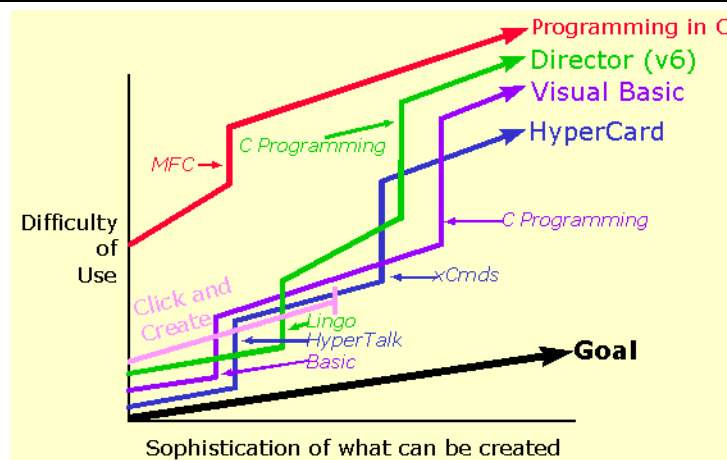 Programming in C
Director (v6)
Visual Basic
HyperCard
C Programming
MFC
Difficulty
of
Use
C Programming
xCmds
Click and
Create
Lingo
HyperTalk
Basic
Goal
Sophistication of what can be created